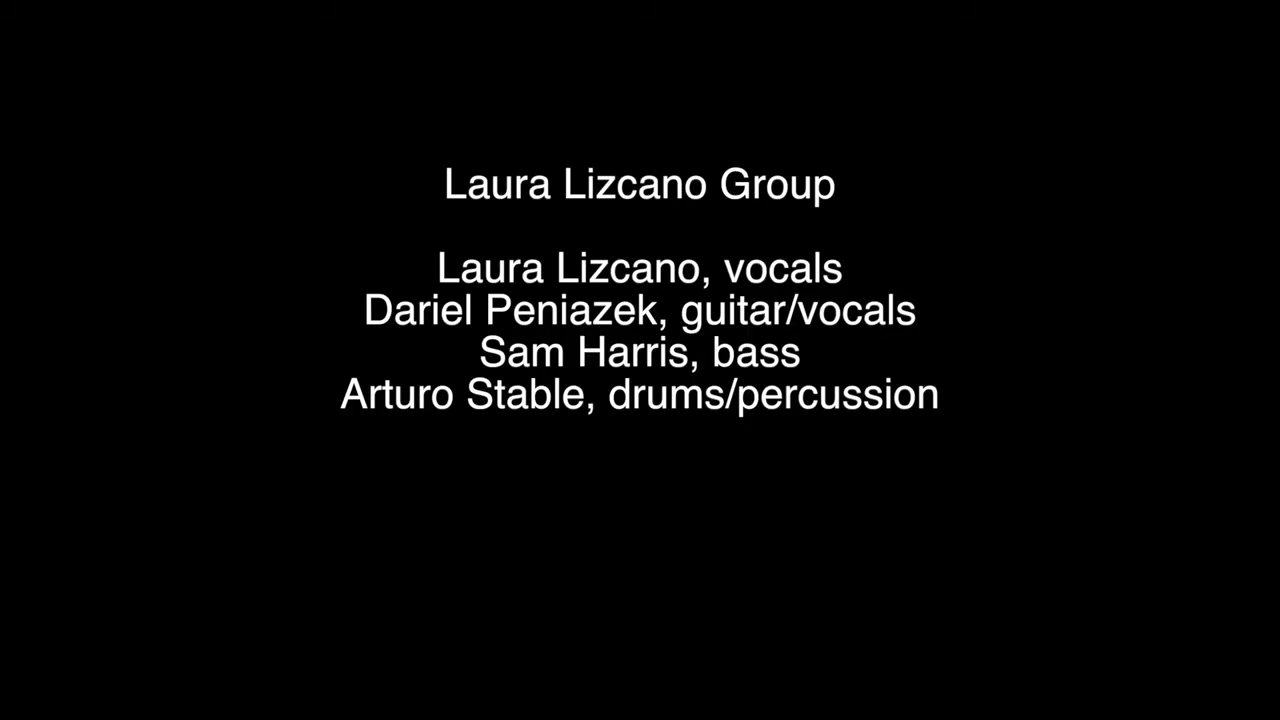 Laura Lizcano Group
Laura Lizcano, vocals
Dariel Peniazek, guitar/vocals
Sam Harris, bass
Arturo Stable, drums/percussion